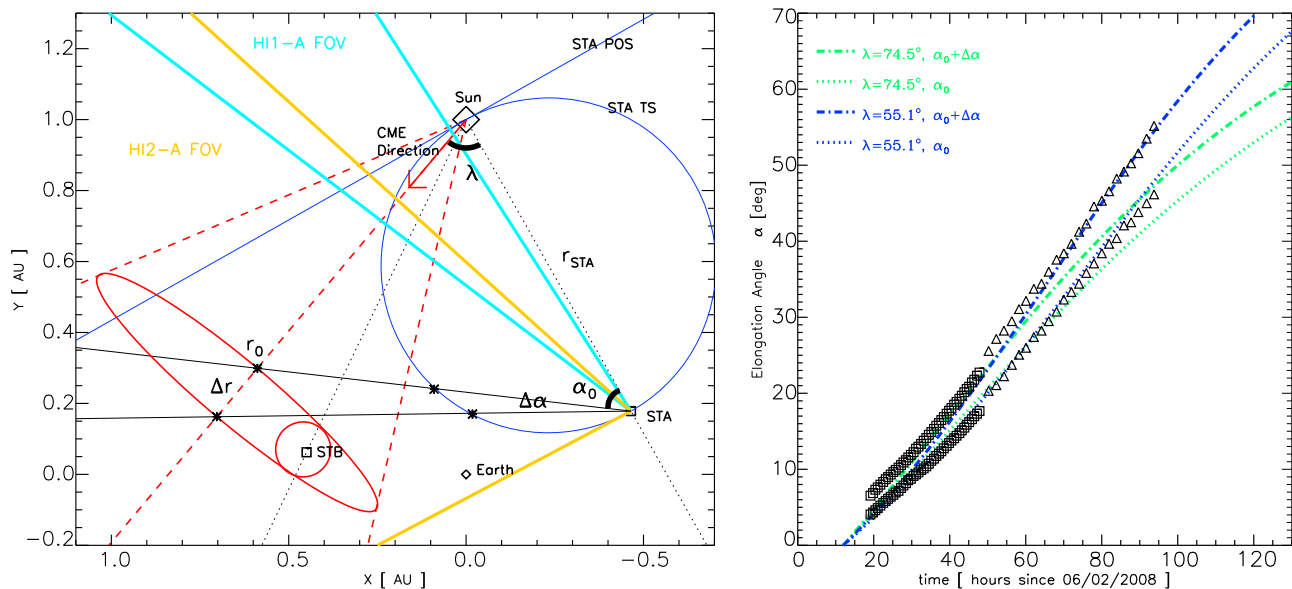 HI1-A FOV
STA POS
Sun
STA TS
CME
Direction
HI2-A FOV
λ
r_STA
r_0
Δr
α_0
Δα
STA
STB
Earth
1.2
1.0
0.8
0.6
0.4
0.2
0.0
−0.2
Y [ AU ]
1.0 0.5 0.0 −0.5
X [ AU ]
70
60
50
40
30
20
10
0
Elongation Angle α [deg]
λ=74.5°, α_0+Δα
λ=74.5°, α_0
λ=55.1°, α_0+Δα
λ=55.1°, α_0
0 20 40 60 80 100 120
time [ hours since 06/02/2008 ]